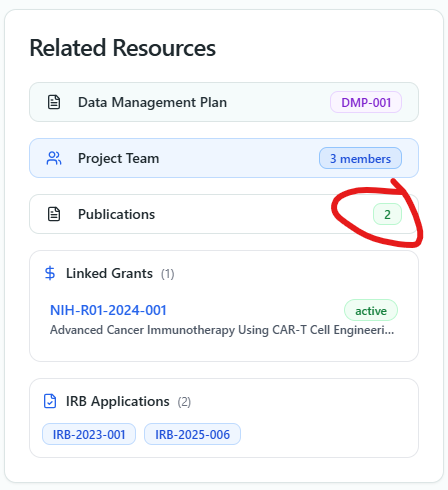 Related Resources
Data Management Plan DMP-001
Project Team 3 members
Publications 2
Linked Grants (1)
NIH-R01-2024-001 active
Advanced Cancer Immunotherapy Using CAR-T Cell Engineeri...
IRB Applications (2)
IRB-2023-001 IRB-2025-006